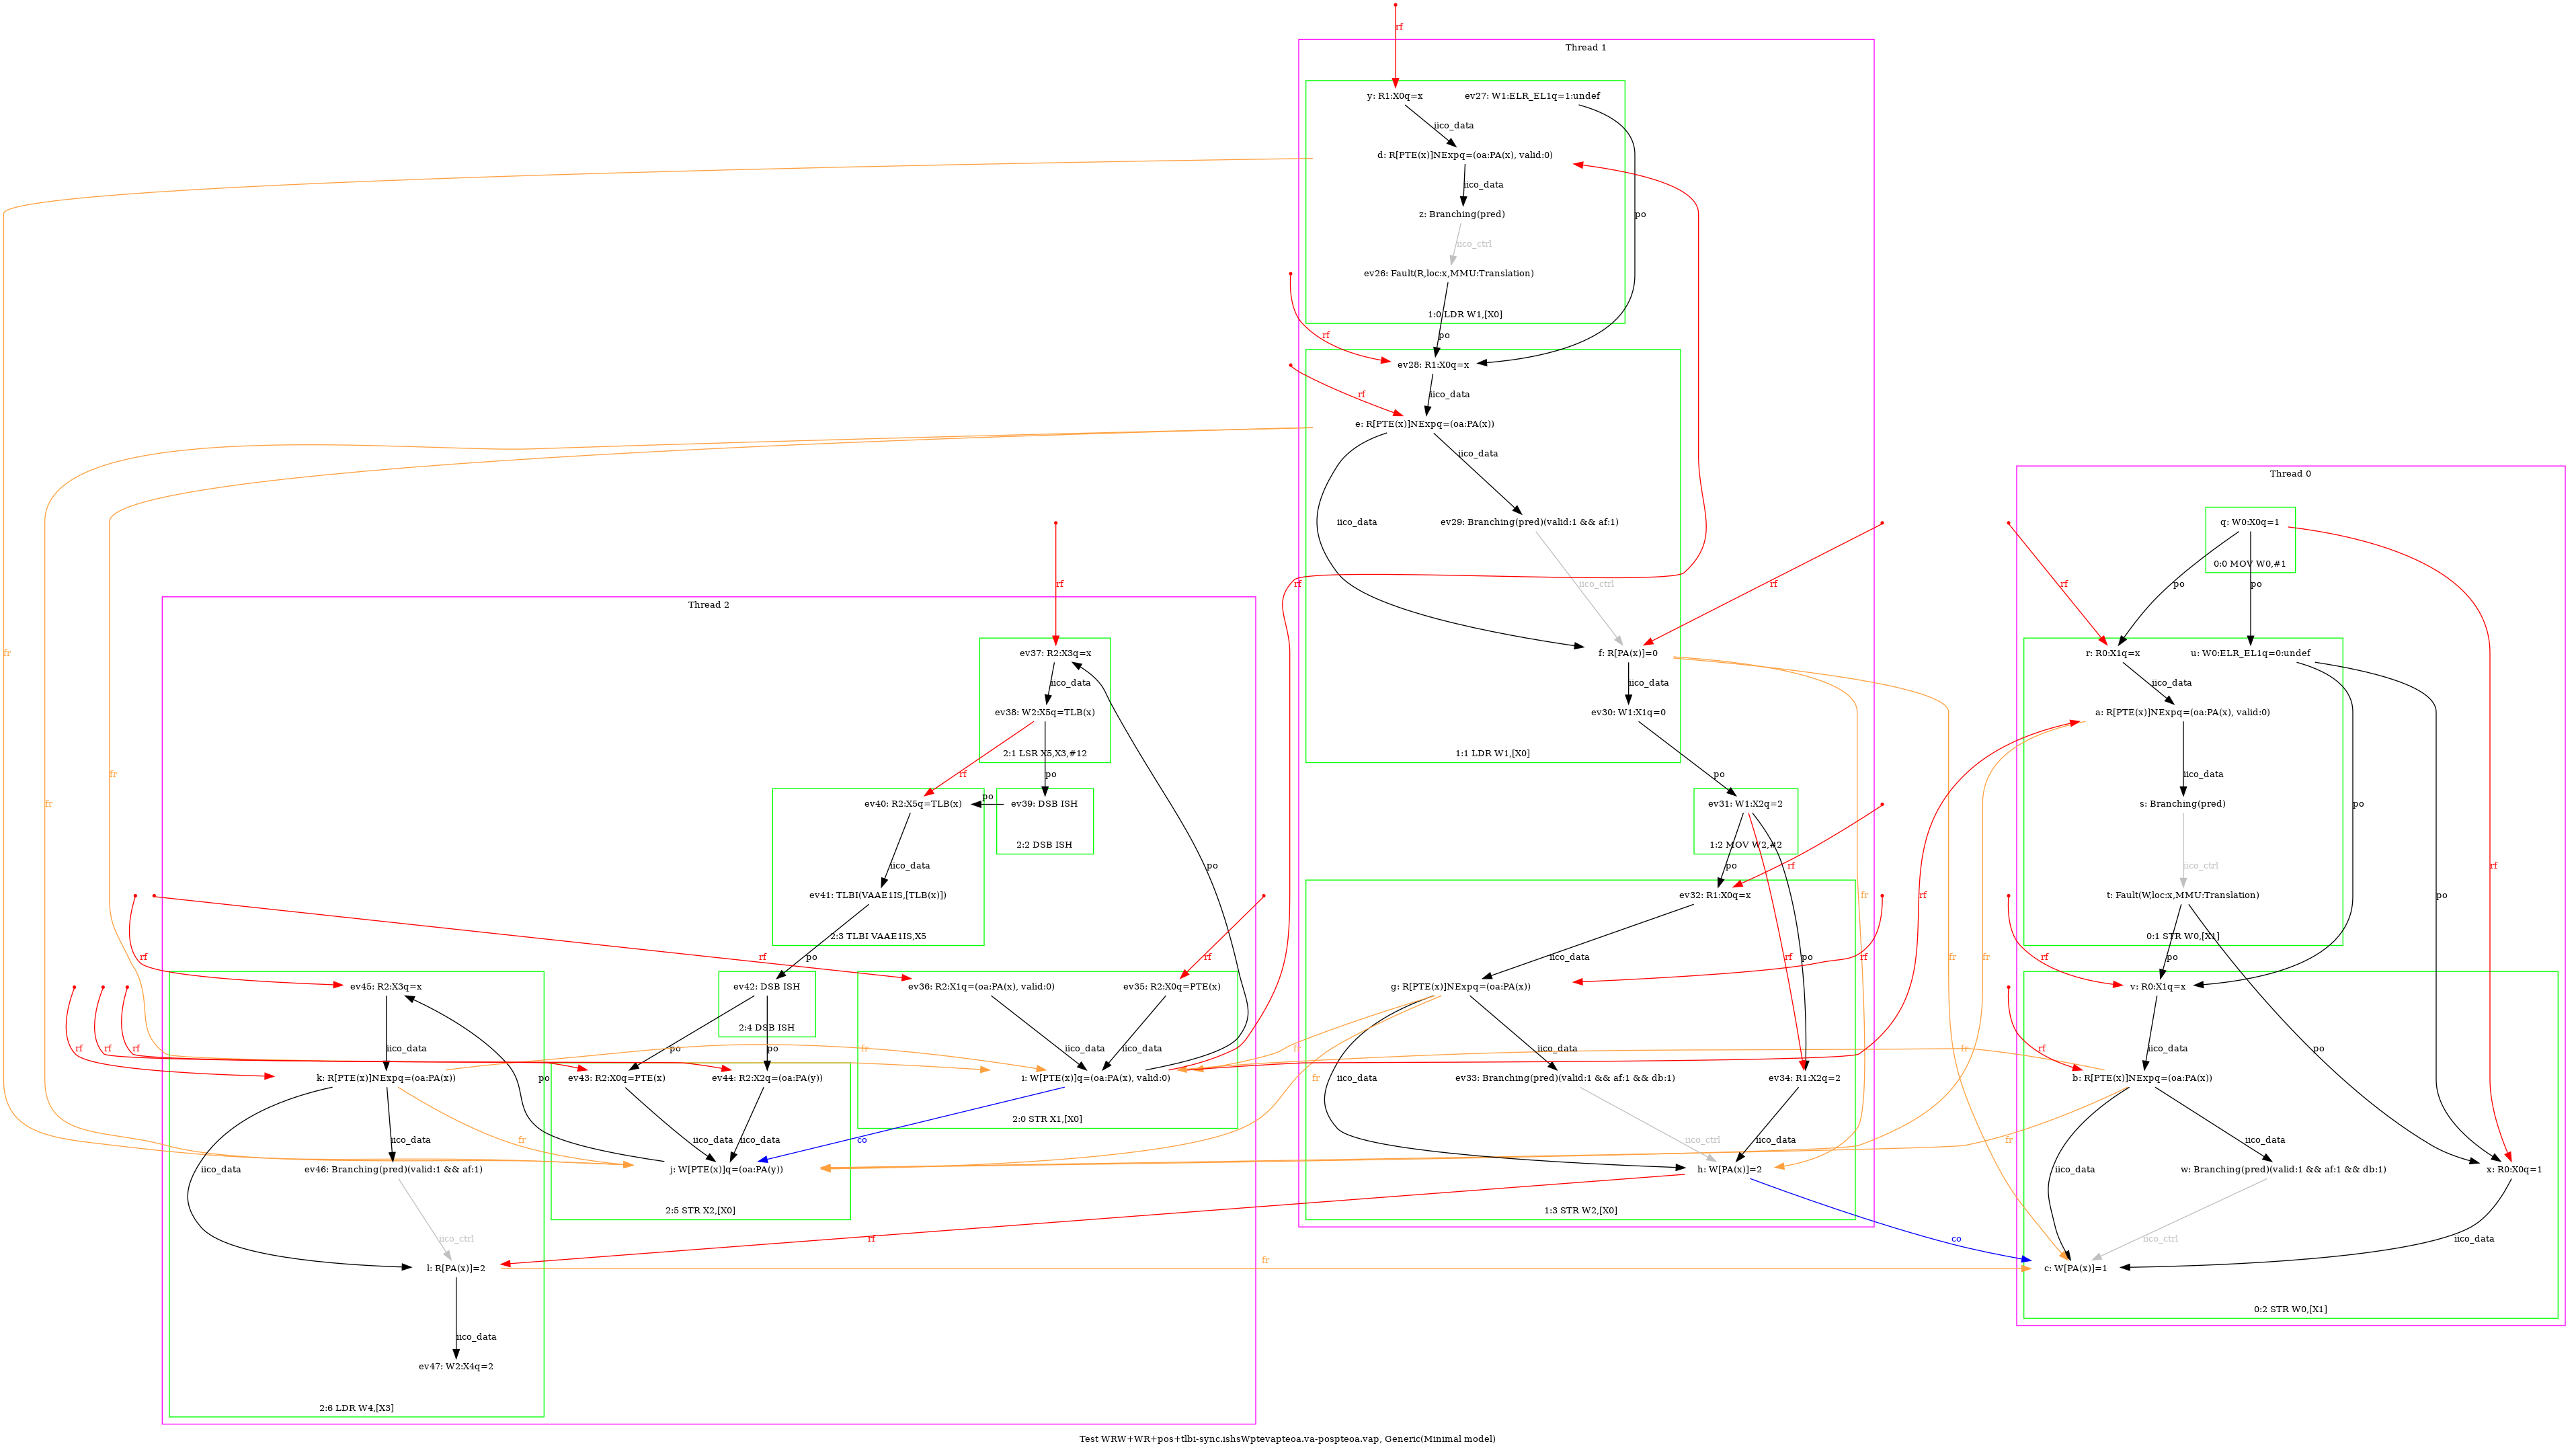 rf
Thread 1
y: R1:X0q=x
ev27: W1:ELR_EL1q=1:undef
iico_data
d: R[PTE(x)]NExpq=(oa:PA(x), valid:0)
iico_data
z: Branching(pred)
po
iico_ctrl
ev26: Fault(R,loc:x,MMU:Translation)
1:0 LDR W1,[X0]
rf
po
ev28: R1:X0q=x
iico_data
rf
e: R[PTE(x)]NExpq=(oa:PA(x))
iico_data
Thread 0
iico_data
ev29: Branching(pred)(valid:1 && af:1)
q: W0:X0q=1
0:0 MOV W0,#1
rf
rf
iico_ctrl
rf
rf
po
po
Thread 2
fr
ev37: R2:X3q=x
f: R[PA(x)]=0
r: R0:X1q=x
u: W0:ELR_EL1q=0:undef
iico_data
iico_data
iico_data
ev38: W2:X5q=TLB(x)
ev30: W1:X1q=0
a: R[PTE(x)]NExpq=(oa:PA(x), valid:0)
2:1 LSR X5,X3,#12
1:1 LDR W1,[X0]
fr
rf
po
po
iico_data
fr
po
ev40: R2:X5q=TLB(x)
ev39: DSB ISH
ev31: W1:X2q=2
s: Branching(pred)
po
2:2 DSB ISH
1:2 MOV W2,#2
iico_data
po
po
rf
iico_ctrl
rf
ev41: TLBI(VAAE1IS,[TLB(x)])
ev32: R1:X0q=x
fr
rf
t: Fault(W,loc:x,MMU:Translation)
po
2:3 TLBI VAAE1IS,X5
0:1 STR W0,[X1]
rf
po
rf
rf
iico_data
rf
po
rf
fr
fr
rf
po
ev45: R2:X3q=x
ev42: DSB ISH
ev36: R2:X1q=(oa:PA(x), valid:0)
ev35: R2:X0q=PTE(x)
g: R[PTE(x)]NExpq=(oa:PA(x))
v: R0:X1q=x
2:4 DSB ISH
rf
rf
rf
iico_data
fr
po
po
iico_data
iico_data
fr
iico_data
iico_data
fr
rf
iico_data
po
k: R[PTE(x)]NExpq=(oa:PA(x))
ev43: R2:X0q=PTE(x)
ev44: R2:X2q=(oa:PA(y))
po
fr
i: W[PTE(x)]q=(oa:PA(x), valid:0)
ev33: Branching(pred)(valid:1 && af:1 && db:1)
ev34: R1:X2q=2
b: R[PTE(x)]NExpq=(oa:PA(x))
2:0 STR X1,[X0]
iico_data
fr
iico_data
iico_data
co
iico_ctrl
iico_data
fr
iico_data
iico_data
iico_data
ev46: Branching(pred)(valid:1 && af:1)
j: W[PTE(x)]q=(oa:PA(y))
h: W[PA(x)]=2
w: Branching(pred)(valid:1 && af:1 && db:1)
x: R0:X0q=1
2:5 STR X2,[X0]
1:3 STR W2,[X0]
iico_ctrl
rf
co
iico_ctrl
iico_data
fr
l: R[PA(x)]=2
c: W[PA(x)]=1
0:2 STR W0,[X1]
iico_data
ev47: W2:X4q=2
2:6 LDR W4,[X3]
Test WRW+WR+pos+tlbi-sync.ishsWptevapteoa.va-pospteoa.vap, Generic(Minimal model)